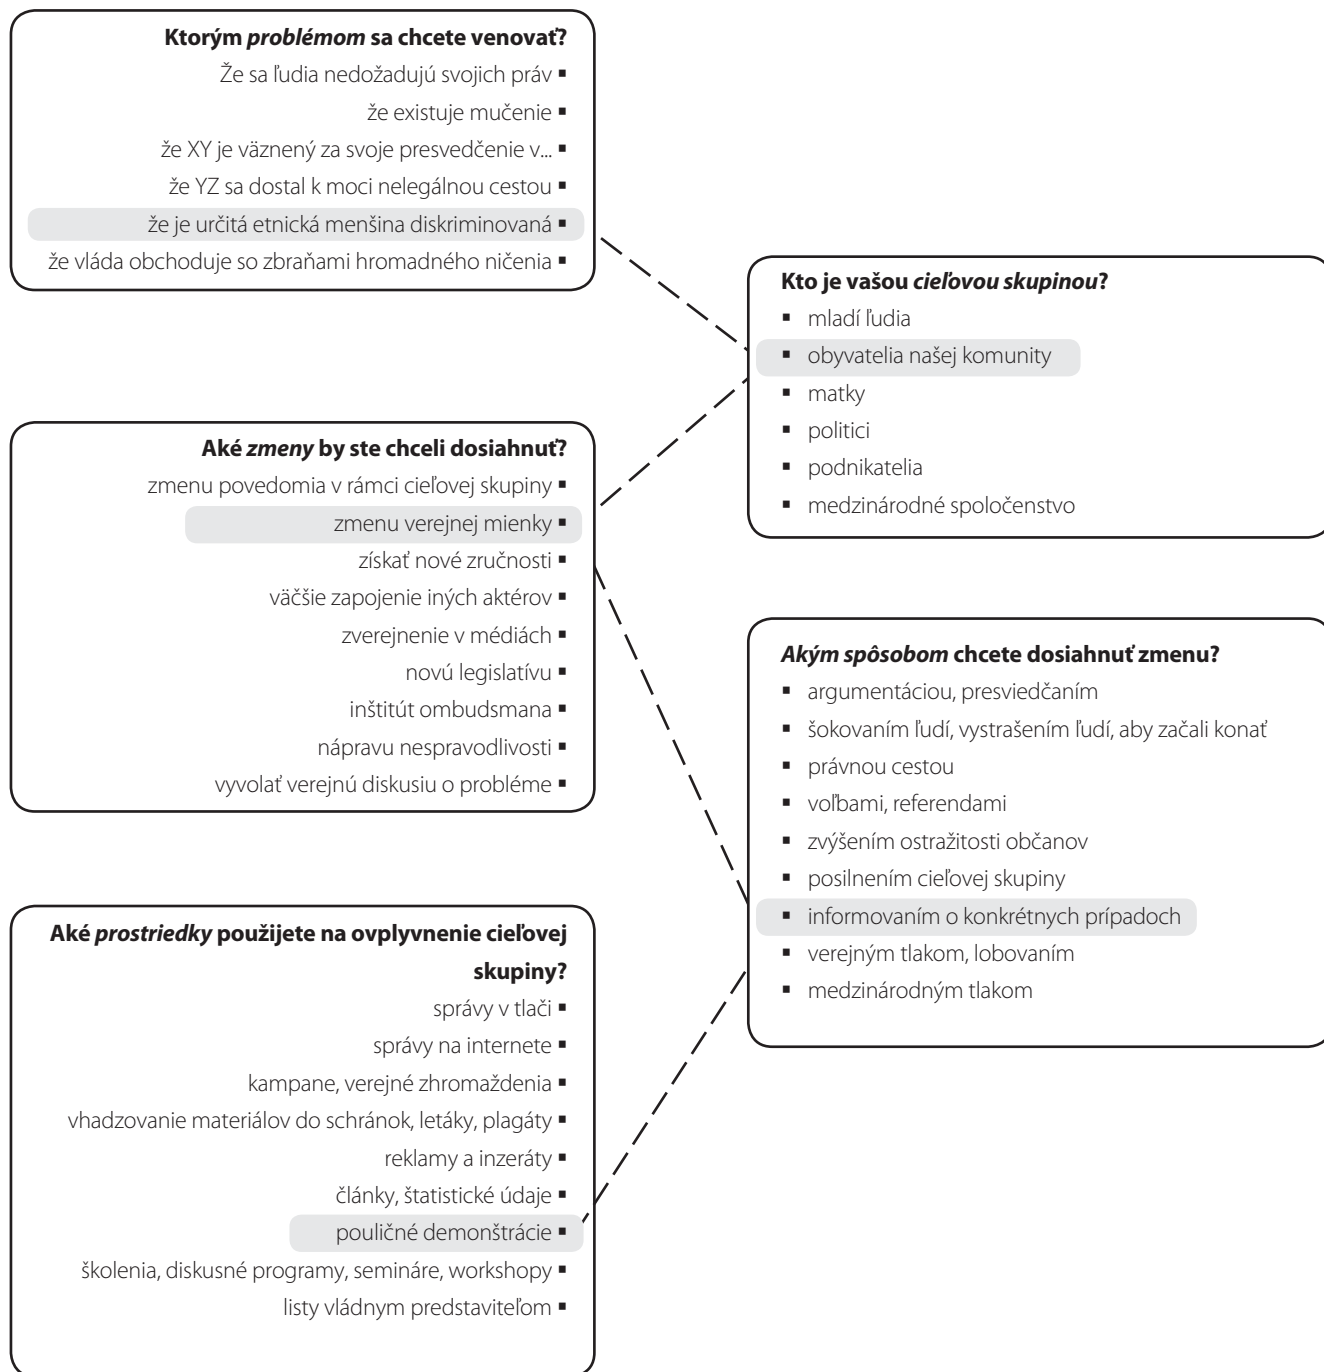 Ktorým problémom sa chcete venovať?
Že sa ľudia nedožadujú svojich práv ▪
že existuje mučenie ▪
že XY je väznený za svoje presvedčenie v... ▪
že YZ sa dostal k moci nelegálnou cestou ▪
že je určitá etnická menšina diskriminovaná ▪
že vláda obchoduje so zbraňami hromadného ničenia ▪
Kto je vašou cieľovou skupinou?
▪ mladí ľudia
▪ obyvatelia našej komunity
▪ matky
▪ politici
▪ podnikatelia
▪ medzinárodné spoločenstvo
Aké zmeny by ste chceli dosiahnuť?
zmenu povedomia v rámci cieľovej skupiny ▪
zmenu verejnej mienky ▪
získať nové zručnosti ▪
väčšie zapojenie iných aktérov ▪
zverejnenie v médiách ▪
novú legislatívu ▪
inštitút ombudsmana ▪
nápravu nespravodlivosti ▪
vyvolať verejnú diskusiu o probléme ▪
Akým spôsobom chcete dosiahnuť zmenu?
▪ argumentáciou, presviedčaním
▪ šokovaním ľudí, vystrašením ľudí, aby začali konať
▪ právnou cestou
▪ voľbami, referendami
▪ zvýšením ostražitosti občanov
▪ posilnením cieľovej skupiny
▪ informovaním o konkrétnych prípadoch
▪ verejným tlakom, lobovaním
▪ medzinárodným tlakom
Aké prostriedky použijete na ovplyvnenie cieľovej
skupiny?
správy v tlači ▪
správy na internete ▪
kampane, verejné zhromaždenia ▪
vhadzovanie materiálov do schránok, letáky, plagáty ▪
reklamy a inzeráty ▪
články, štatistické údaje ▪
pouličné demonštrácie ▪
školenia, diskusné programy, semináre, workshopy ▪
listy vládnym predstaviteľom ▪